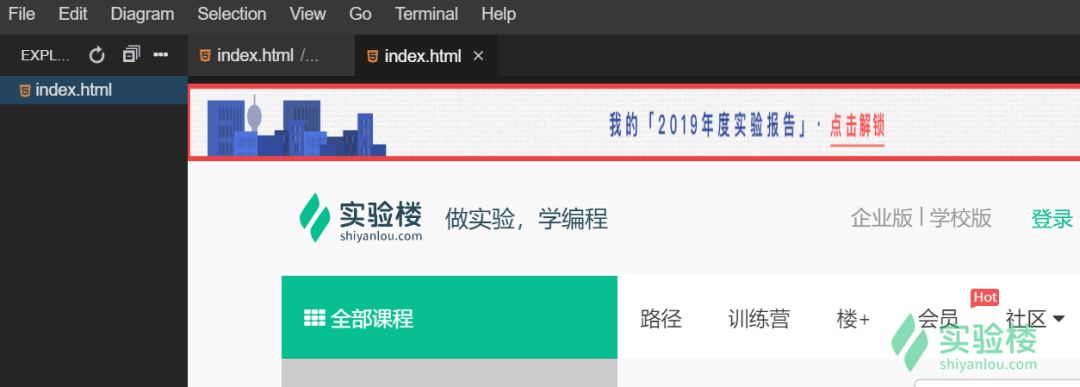 File Edit Diagram Selection View Go Terminal Help
EXPL... index.html /... index.html ×
index.html
我的「2019年度实验报告」· 点击解锁
实验楼 做实验，学编程 企业版 | 学校版 登录
shiyanlou.com
Hot
全部课程 路径 训练营 楼+ 会员 社区
实验楼
shiyanlou.com